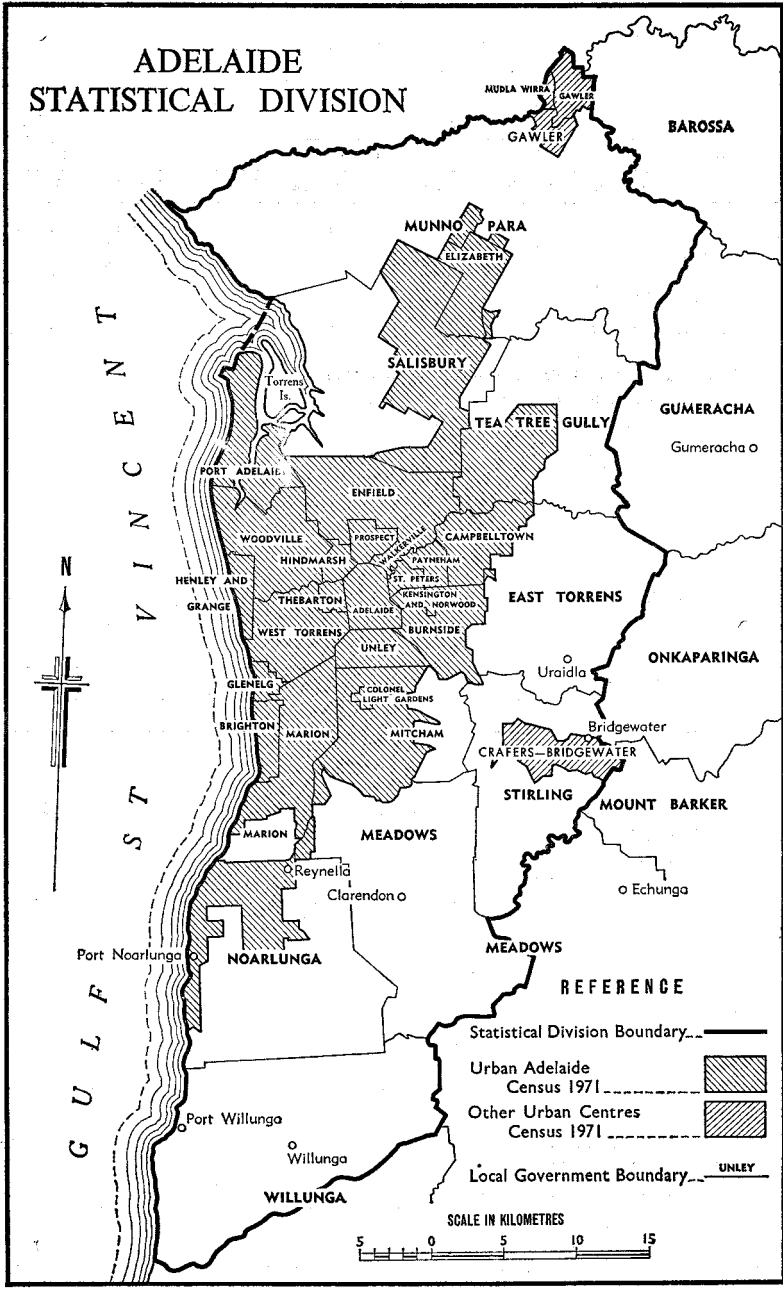 ADELAIDE
STATISTICAL DIVISION
MUDLA WIRRA
GAWLER
GAWLER
BAROSSA
MUNNO PARA
ELIZABETH
SALISBURY
Torrens
Is.
TEA TREE GULLY
GUMERACHA
Gumeracha
PORT ADELAIDE
ENFIELD
WOODVILLE
PROSPECT
WALKERVILLE
CAMPBELLTOWN
HINDMARSH
PAYNEHAM
ST. PETERS
HENLEY AND
GRANGE
THEBARTON
ADELAIDE
KENSINGTON
AND NORWOOD
EAST TORRENS
WEST TORRENS
BURNSIDE
UNLEY
ONKAPARINGA
Uraidla
GLENELG
COLONEL
LIGHT GARDENS
BRIGHTON
MARION
MITCHAM
Bridgewater
CRAFERS—BRIDGEWATER
STIRLING
MOUNT BARKER
MARION
MEADOWS
Reynella
Clarendon
Echunga
Port Noarlunga
NOARLUNGA
MEADOWS
GULF ST VINCENT
N
Port Willunga
Willunga
WILLUNGA
REFERENCE
Statistical Division Boundary
Urban Adelaide
Census 1971
Other Urban Centres
Census 1971
Local Government Boundary
UNLEY
SCALE IN KILOMETRES
5 0 5 10 15